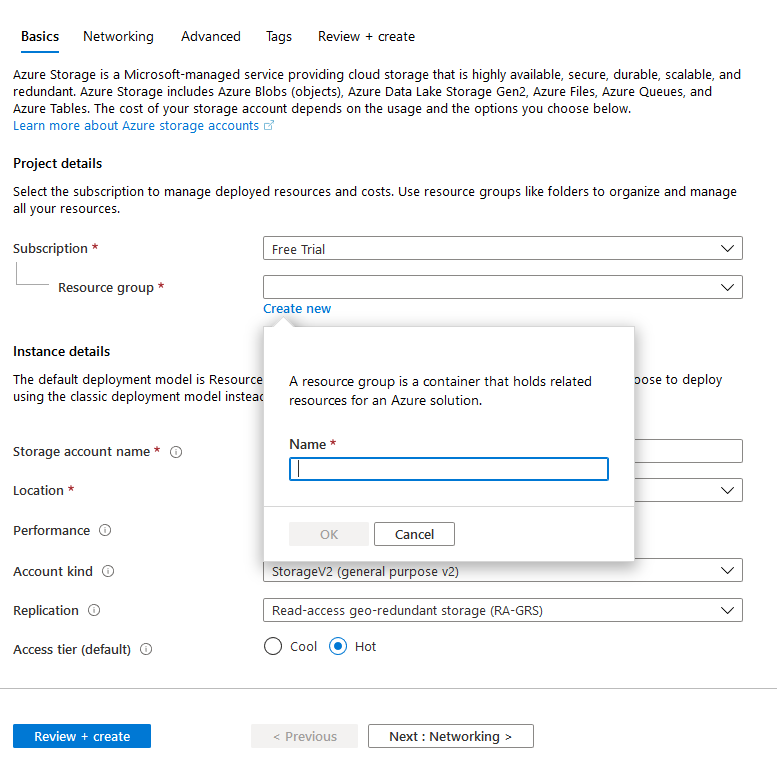 Basics Networking Advanced Tags Review + create
Azure Storage is a Microsoft-managed service providing cloud storage that is highly available, secure, durable, scalable, and
redundant. Azure Storage includes Azure Blobs (objects), Azure Data Lake Storage Gen2, Azure Files, Azure Queues, and
Azure Tables. The cost of your storage account depends on the usage and the options you choose below.
Learn more about Azure storage accounts
Project details
Select the subscription to manage deployed resources and costs. Use resource groups like folders to organize and manage
all your resources.
Subscription * Free Trial
Resource group *
Create new
A resource group is a container that holds related
resources for an Azure solution.
Name *
OK Cancel
Instance details
The default deployment model is Resource oose to deploy
using the classic deployment model instead
Storage account name *
Location *
Performance
Account kind StorageV2 (general purpose v2)
Replication Read-access geo-redundant storage (RA-GRS)
Access tier (default) Cool Hot
Review + create < Previous Next : Networking >